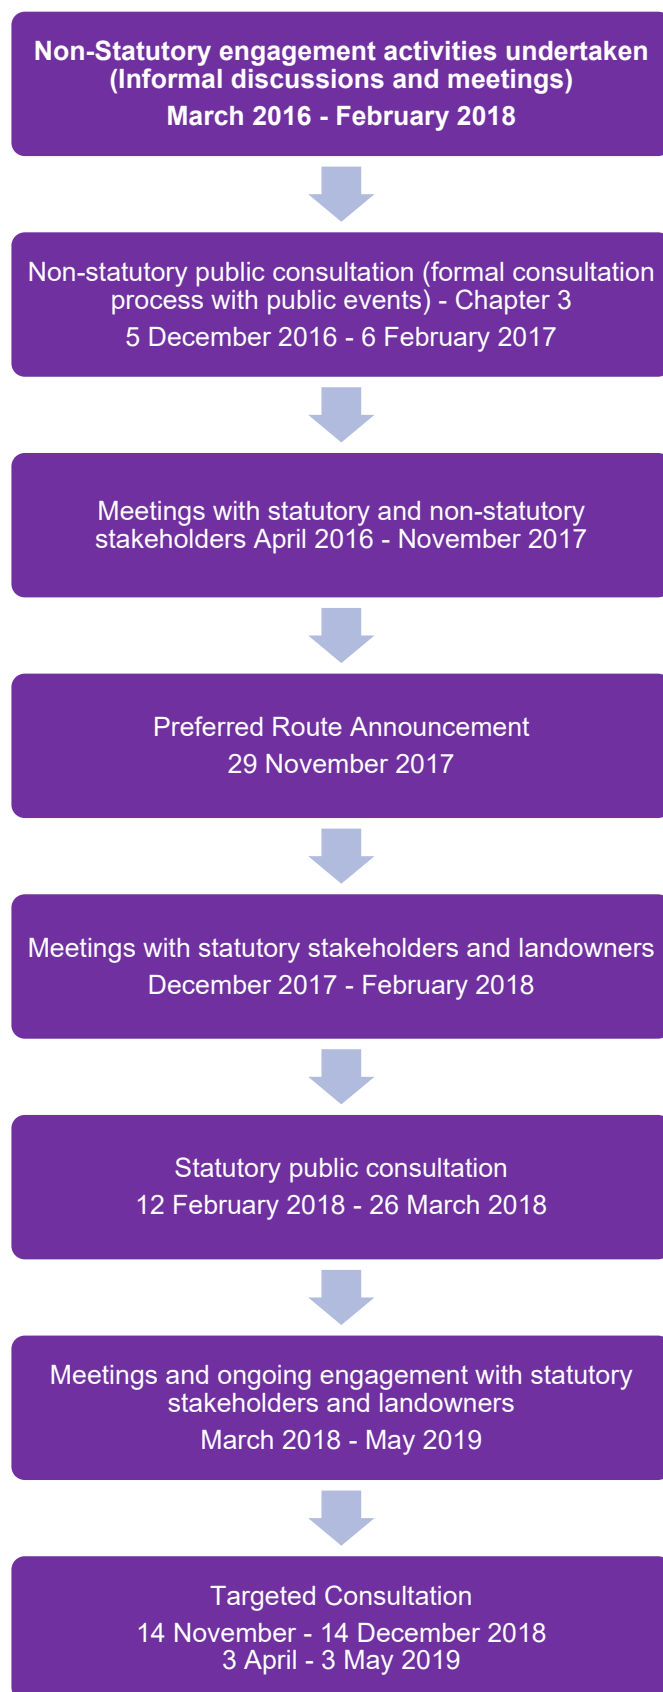 Non-Statutory engagement activities undertaken
(Informal discussions and meetings)
March 2016 - February 2018
Non-statutory public consultation (formal consultation
process with public events) - Chapter 3
5 December 2016 - 6 February 2017
Meetings with statutory and non-statutory
stakeholders April 2016 - November 2017
Preferred Route Announcement
29 November 2017
Meetings with statutory stakeholders and landowners
December 2017 - February 2018
Statutory public consultation
12 February 2018 - 26 March 2018
Meetings and ongoing engagement with statutory
stakeholders and landowners
March 2018 - May 2019
Targeted Consultation
14 November - 14 December 2018
3 April - 3 May 2019